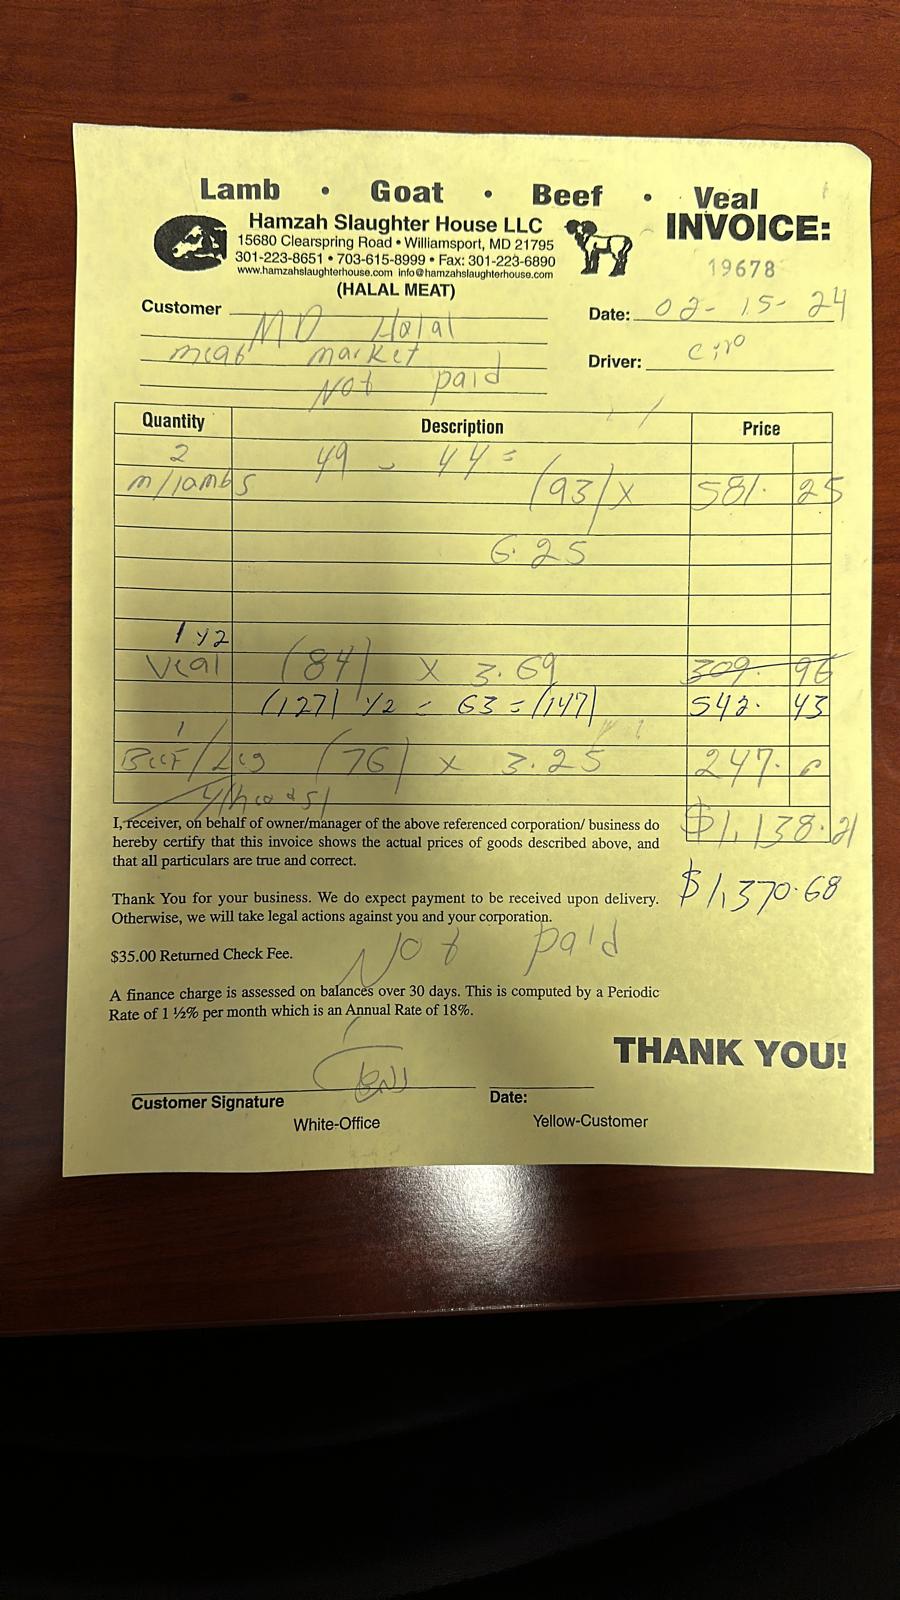 Lamb • Goat • Beef • Veal
Hamzah Slaughter House LLC
15680 Clearspring Road • Williamsport, MD 21795
301-223-8651 • 703-615-8999 • Fax: 301-223-6890
www.hamzahslaughterhouse.com info@hamzahslaughterhouse.com
(HALAL MEAT)
INVOICE:
19678
Customer MD Halal
meat market
Not paid
Date: 02-15-24
Driver: ciro
Quantity Description Price
2 49 - 44 =
m/lambs (93) x 581. 25
6.25
1 1/2
Veal (84) x 3.69 309. 96
(127) 1/2 = 63 = (147) 542. 43
1
Beef/Leg (76) x 3.25 247.
$1,138.21
I, receiver, on behalf of owner/manager of the above referenced corporation/ business do
hereby certify that this invoice shows the actual prices of goods described above, and
that all particulars are true and correct.
$1,370.68
Thank You for your business. We do expect payment to be received upon delivery.
Otherwise, we will take legal actions against you and your corporation.
Not paid
$35.00 Returned Check Fee.
A finance charge is assessed on balances over 30 days. This is computed by a Periodic
Rate of 1 ½% per month which is an Annual Rate of 18%.
THANK YOU!
Customer Signature
Date:
White-Office
Yellow-Customer